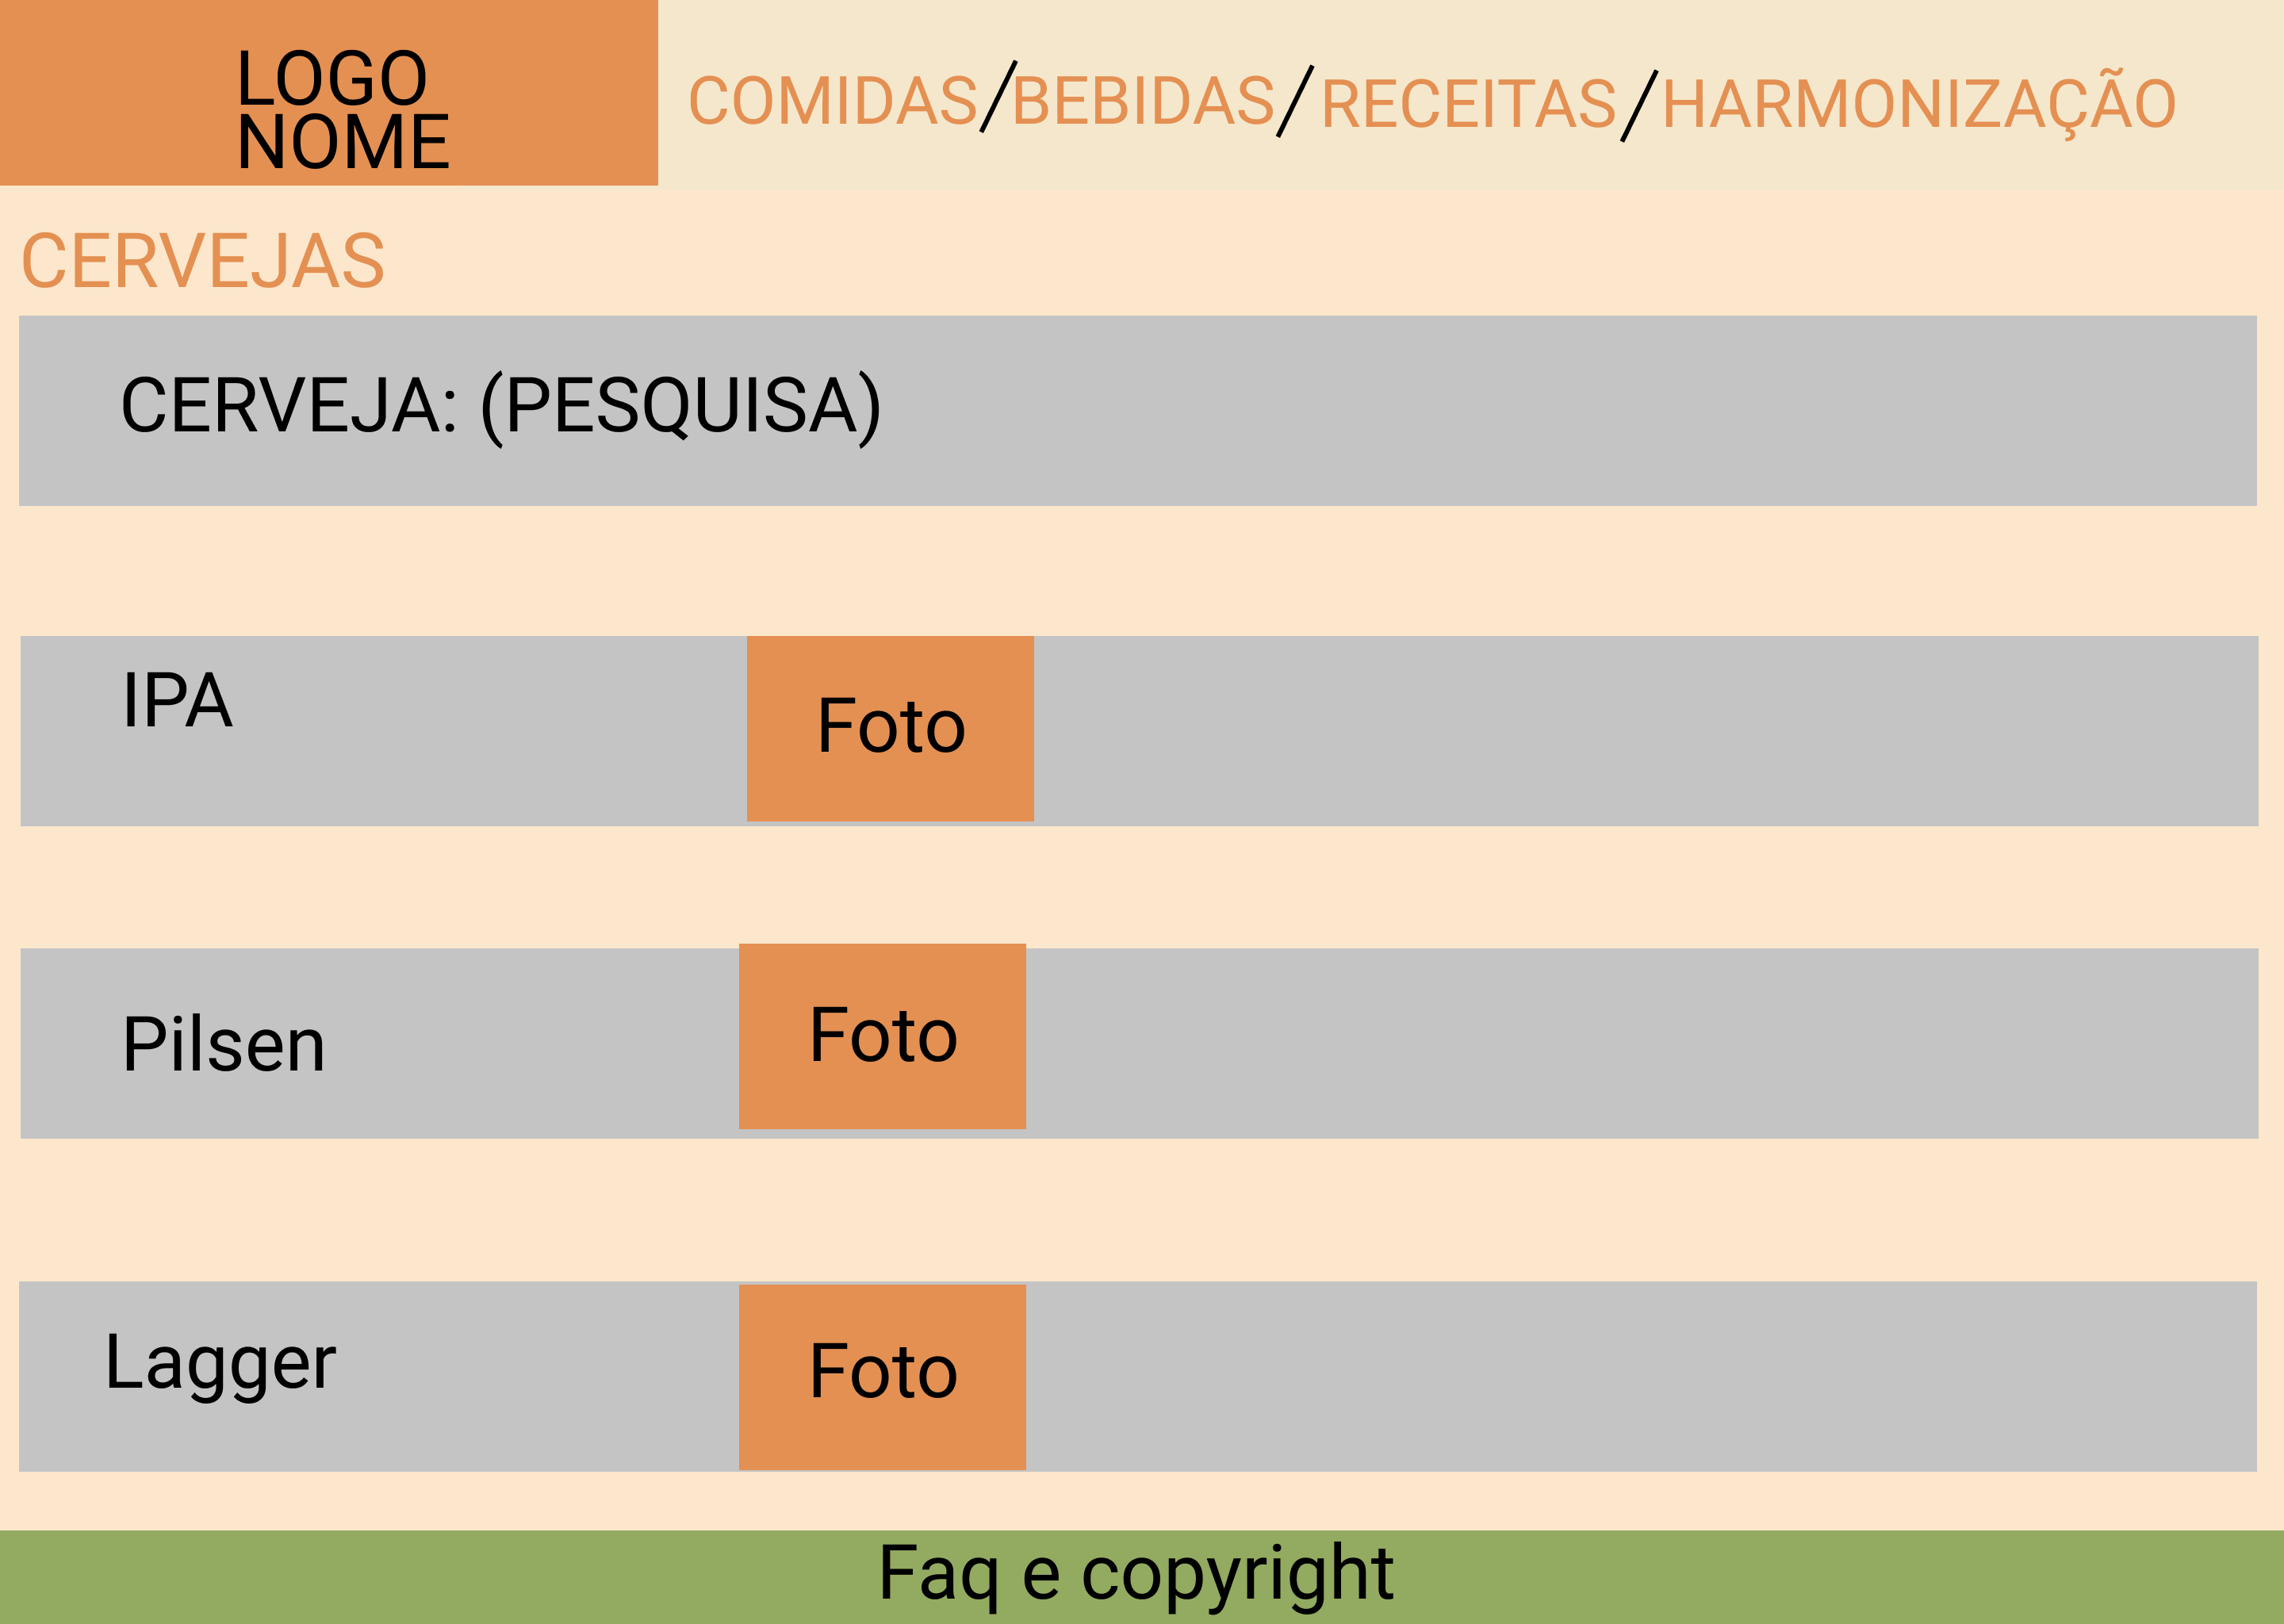 LOGO
NOME
COMIDAS/BEBIDAS/RECEITAS/HARMONIZAÇÃO
CERVEJAS
CERVEJA: (PESQUISA)
IPA
Foto
Pilsen
Foto
Lagger
Foto
Faq e copyright